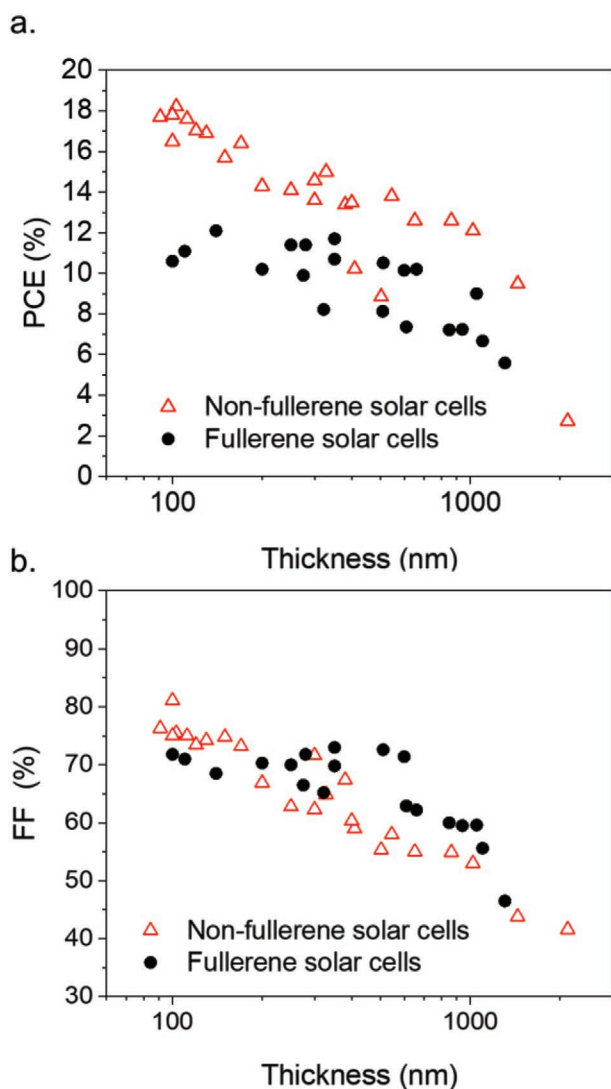 a.
20
18
16
14
12
10
8
6
4
2
0
PCE (%)
Non-fullerene solar cells
Fullerene solar cells
100
1000
Thickness (nm)
b.
100
90
80
70
60
50
40
30
FF (%)
Non-fullerene solar cells
Fullerene solar cells
100
1000
Thickness (nm)